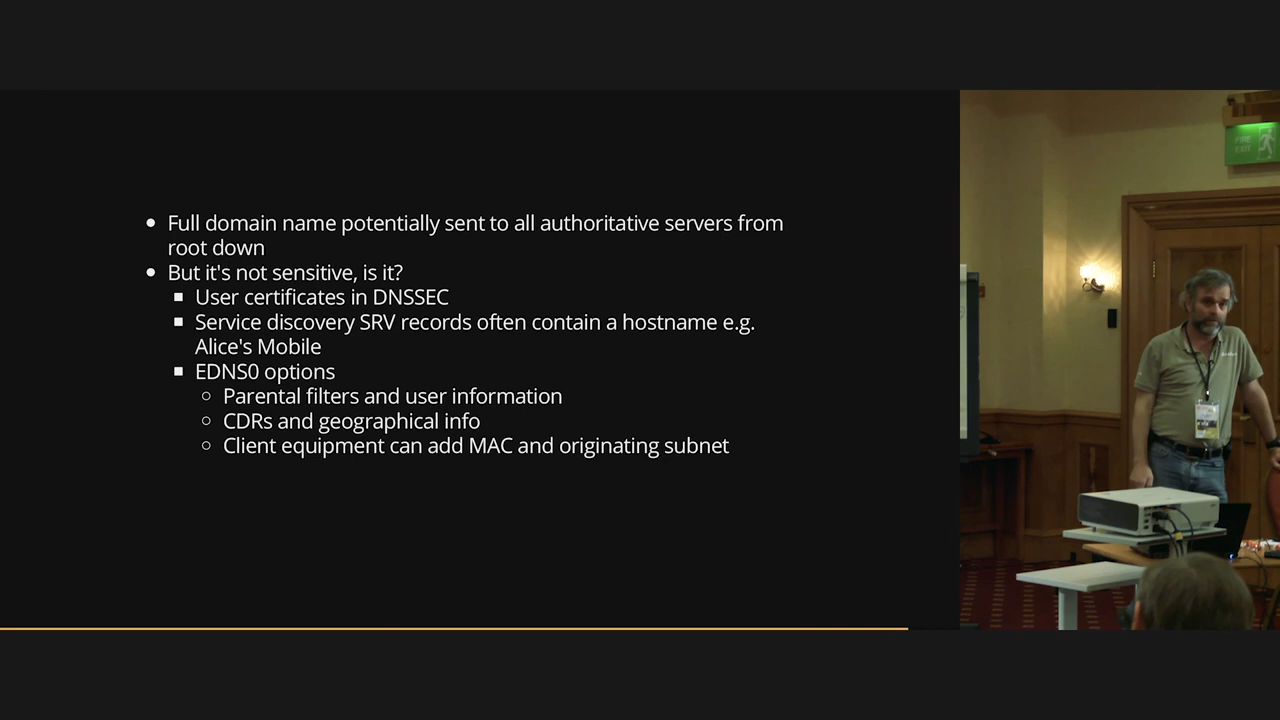 Full domain name potentially sent to all authoritative servers from
root down
But it's not sensitive, is it?
User certificates in DNSSEC
Service discovery SRV records often contain a hostname e.g.
Alice's Mobile
EDNS0 options
Parental filters and user information
CDRs and geographical info
Client equipment can add MAC and originating subnet
FIRE
EXIT